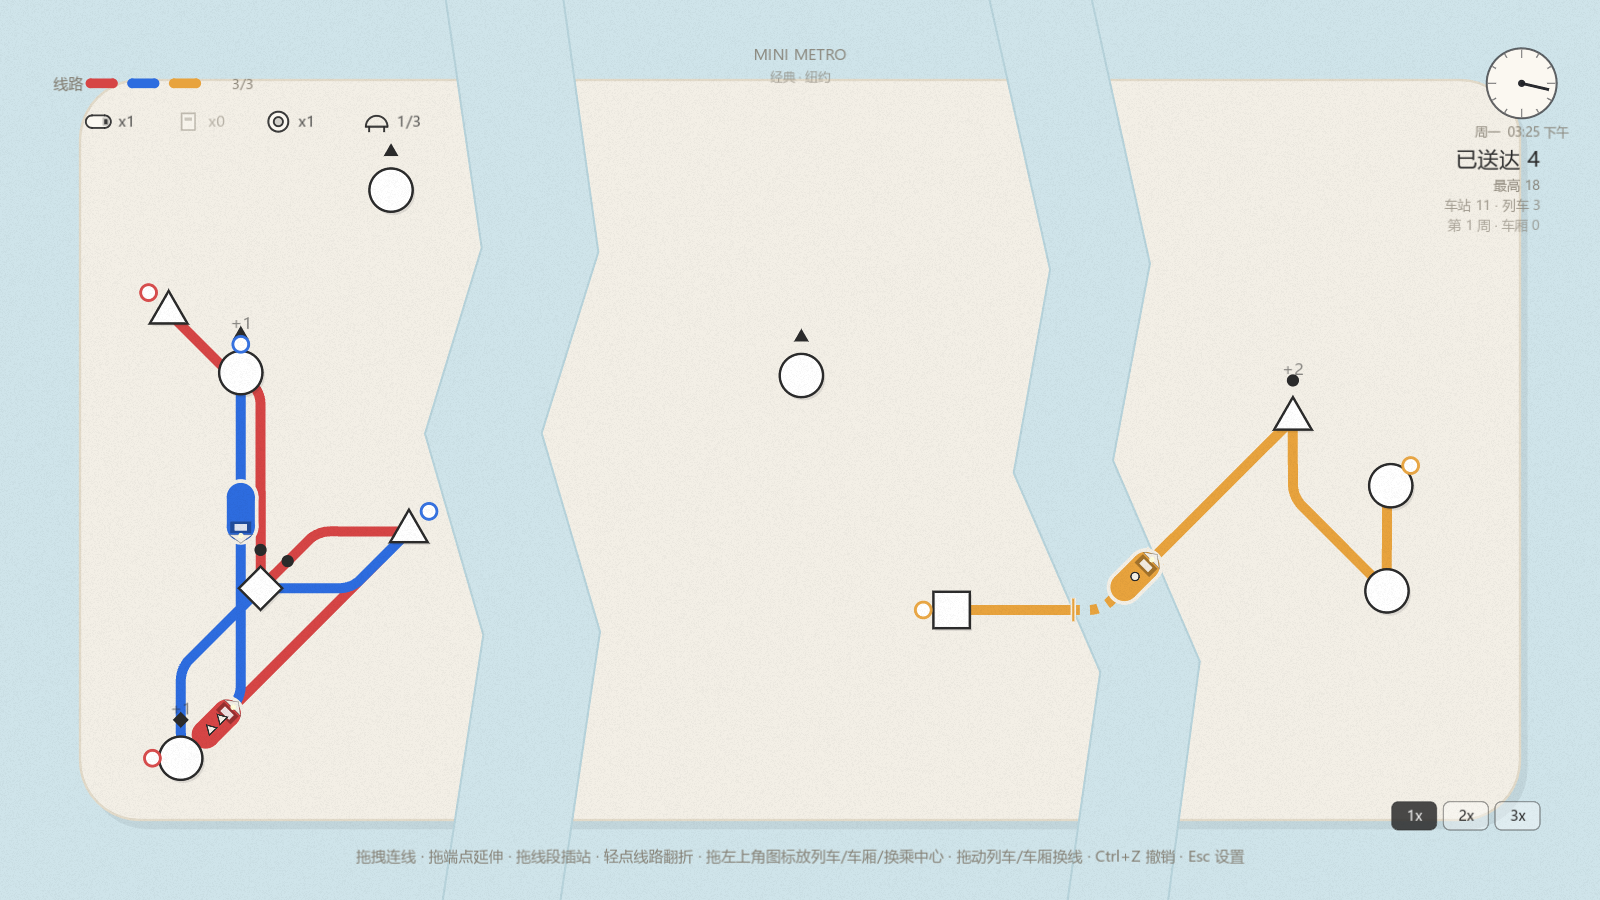 MINI METRO
经典 · 纽约
线路
3/3
x1
x0
x1
1/3
周一 03:25 下午
已送达 4
最高 18
车站 11 · 列车 3
第 1 周 · 车厢 0
+1
+2
+1
1x
2x
3x
拖拽连线 · 拖端点延伸 · 拖线段插站 · 轻点线路翻折 · 拖左上角图标放列车/车厢/换乘中心 · 拖动列车/车厢换线 · Ctrl+Z 撤销 · Esc 设置